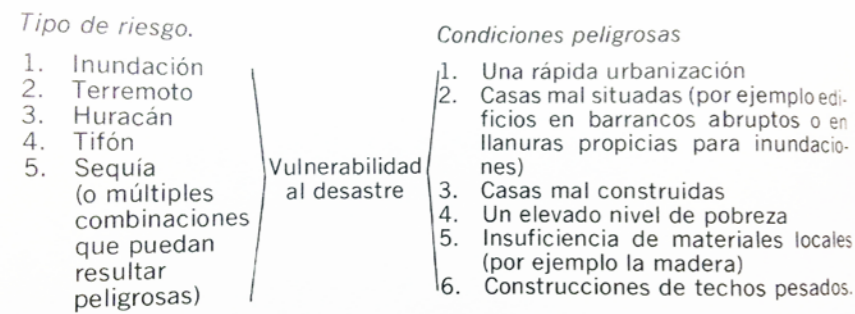 Tipo de riesgo.
1. Inundación
2. Terremoto
3. Huracán
4. Tifón
5. Sequía
(o múltiples
combinaciones
que puedan
resultar
peligrosas)
Vulnerabilidad
al desastre
Condiciones peligrosas
1. Una rápida urbanización
2. Casas mal situadas (por ejemplo edi-
ficios en barrancos abruptos o en
llanuras propicias para inundacio-
nes)
3. Casas mal construidas
4. Un elevado nivel de pobreza
5. Insuficiencia de materiales locales
(por ejemplo la madera)
6. Construcciones de techos pesados.